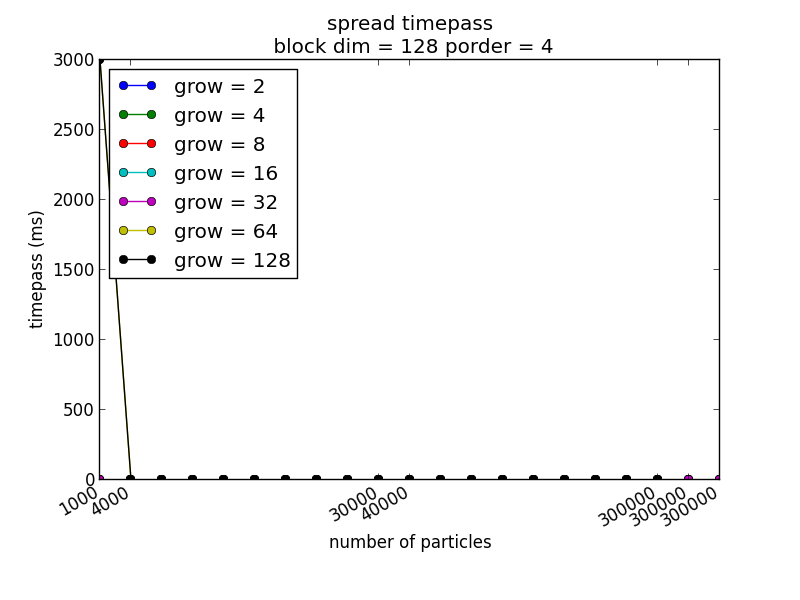 spread timepass
block dim = 128 porder = 4
3000
2500
2000
1500
1000
500
0
timepass (ms)
grow = 2
grow = 4
grow = 8
grow = 16
grow = 32
grow = 64
grow = 128
1000
4000
30000
40000
300000
300000
300000
number of particles